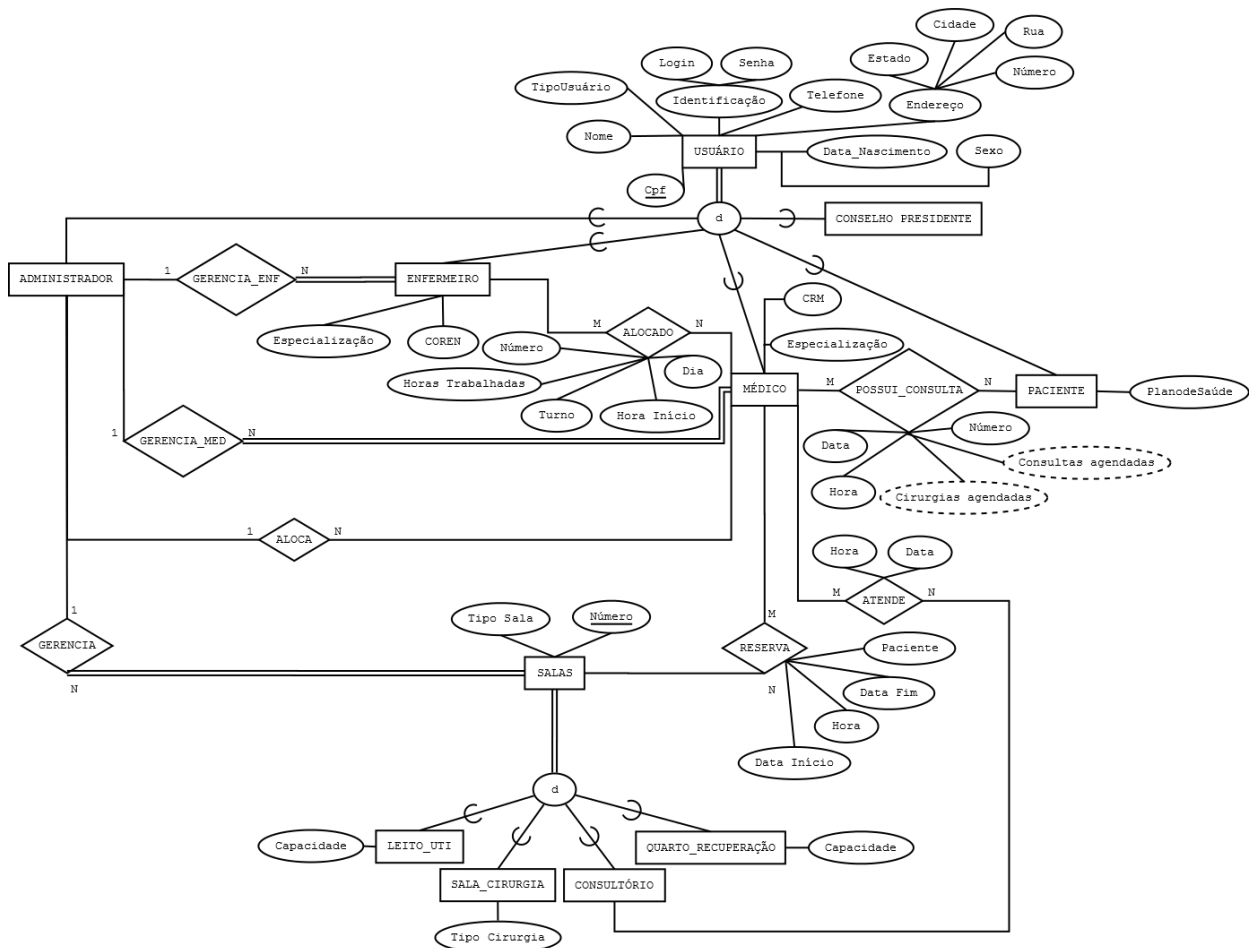 Cidade
Rua
Estado
Número
Login
Senha
TipoUsuário
Identificação
Telefone
Endereço
Nome
USUÁRIO
Data_Nascimento
Sexo
Cpf
d
CONSELHO PRESIDENTE
ADMINISTRADOR
1
GERENCIA_ENF
N
ENFERMEIRO
CRM
Especialização
COREN
M
ALOCADO
N
Número
Especialização
Dia
Horas Trabalhadas
MÉDICO
M
POSSUI_CONSULTA
N
PACIENTE
PlanodeSaúde
Turno
Hora Início
1
GERENCIA_MED
N
Data
Número
Consultas agendadas
Hora
Cirurgias agendadas
1
ALOCA
N
Hora
Data
M
ATENDE
N
1
GERENCIA
N
Tipo Sala
Número
M
RESERVA
N
Paciente
SALAS
Data Fim
Hora
Data Início
d
Capacidade
LEITO_UTI
QUARTO_RECUPERAÇÃO
Capacidade
SALA_CIRURGIA
CONSULTÓRIO
Tipo Cirurgia